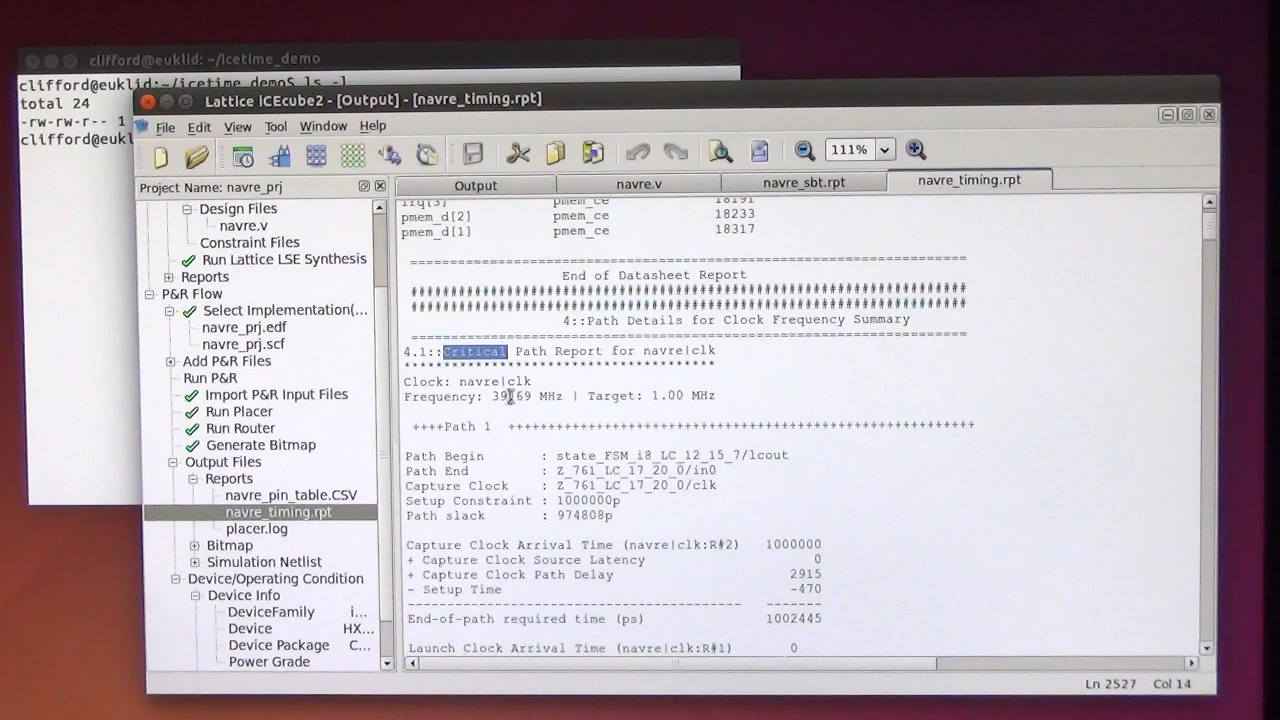 clifford@euklid: ~/icetime_demo
clifford@euklid:~/icetime_demo$ ls -l
total 24
-rw-rw-r-- 1
clifford@eukl
Lattice iCEcube2 - [Output] - [navre_timing.rpt]
File Edit View Tool Window Help
111%
Project Name: navre_prj
Output navre.v navre_sbt.rpt navre_timing.rpt
Design Files
navre.v
Constraint Files
Run Lattice LSE Synthesis
Reports
P&R Flow
Select Implementation(...
navre_prj.edf
navre_prj.scf
Add P&R Files
Run P&R
Import P&R Input Files
Run Placer
Run Router
Generate Bitmap
Output Files
Reports
navre_pin_table.CSV
navre_timing.rpt
placer.log
Bitmap
Simulation Netlist
Device/Operating Condition
Device Info
DeviceFamily i...
Device HX...
Device Package C...
Power Grade
irq[3] pmem_ce 18191
pmem_d[2] pmem_ce 18233
pmem_d[1] pmem_ce 18317
End of Datasheet Report
4::Path Details for Clock Frequency Summary
4.1::Critical Path Report for navre|clk
Clock: navre|clk
Frequency: 39.69 MHz | Target: 1.00 MHz
++++Path 1
Path Begin : state_FSM_i8_LC_12_15_7/lcout
Path End : Z_761_LC_17_20_0/in0
Capture Clock : Z_761_LC_17_20_0/clk
Setup Constraint : 1000000p
Path slack : 974808p
Capture Clock Arrival Time (navre|clk:R#2) 1000000
+ Capture Clock Source Latency 0
+ Capture Clock Path Delay 2915
- Setup Time -470
End-of-path required time (ps) 1002445
Launch Clock Arrival Time (navre|clk:R#1) 0
Ln 2527 Col 14